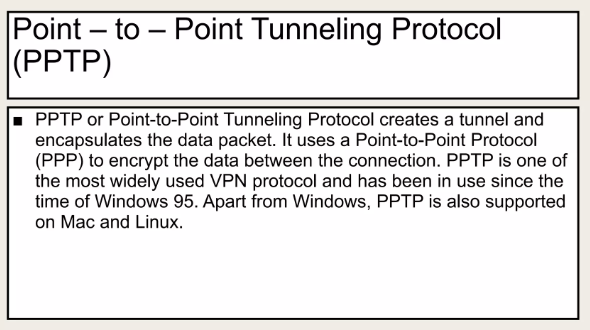 Point – to – Point Tunneling Protocol
(PPTP)
■ PPTP or Point-to-Point Tunneling Protocol creates a tunnel and
encapsulates the data packet. It uses a Point-to-Point Protocol
(PPP) to encrypt the data between the connection. PPTP is one of
the most widely used VPN protocol and has been in use since the
time of Windows 95. Apart from Windows, PPTP is also supported
on Mac and Linux.